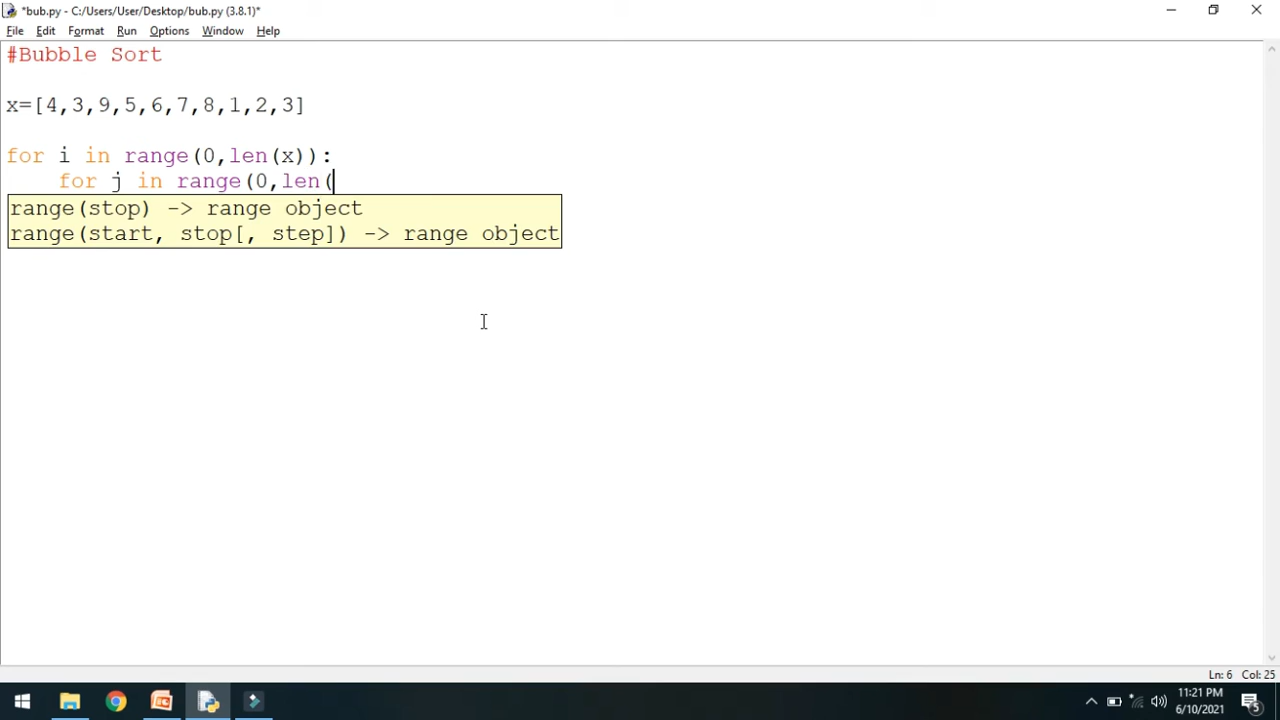 *bub.py - C:/Users/User/Desktop/bub.py (3.8.1)*
File Edit Format Run Options Window Help
#Bubble Sort
x=[4,3,9,5,6,7,8,1,2,3]
for i in range(0,len(x)):
    for j in range(0,len(
range(stop) -> range object
range(start, stop[, step]) -> range object
Ln: 6 Col: 25
11:21 PM
6/10/2021
5